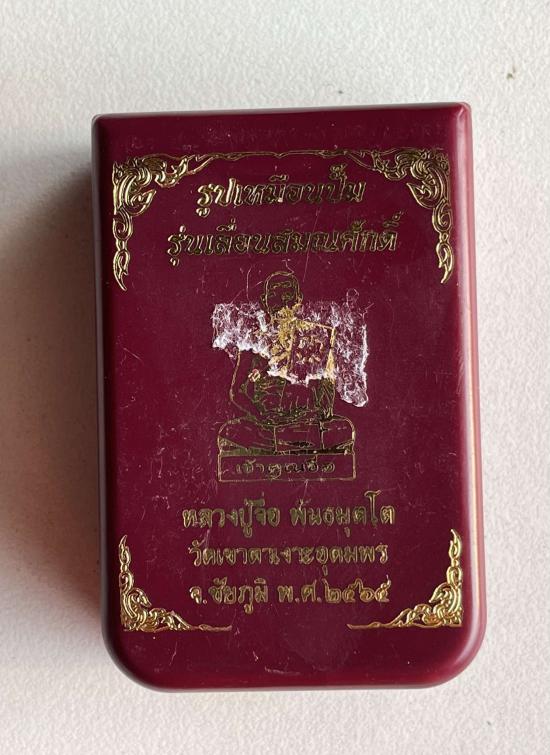 รูปเหมือนปั๊ม
รุ่นเลื่อนสมณศักดิ์
หลวงปู่จื่อ พันธมุตโต
วัดเขาตาเงาะอุดมพร
จ.ชัยภูมิ พ.ศ.๒๕๖๕